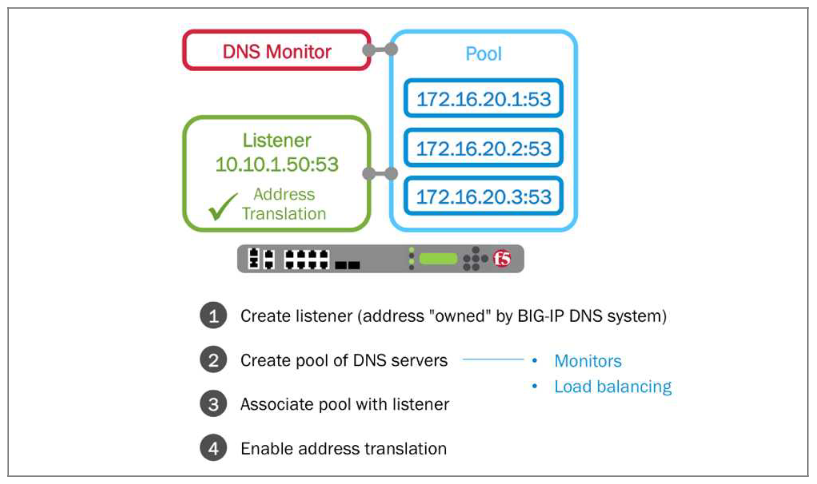 DNS Monitor
Pool
172.16.20.1:53
172.16.20.2:53
172.16.20.3:53
Listener
10.10.1.50:53
Address
Translation
f5
1 Create listener (address "owned" by BIG-IP DNS system)
2 Create pool of DNS servers
• Monitors
• Load balancing
3 Associate pool with listener
4 Enable address translation